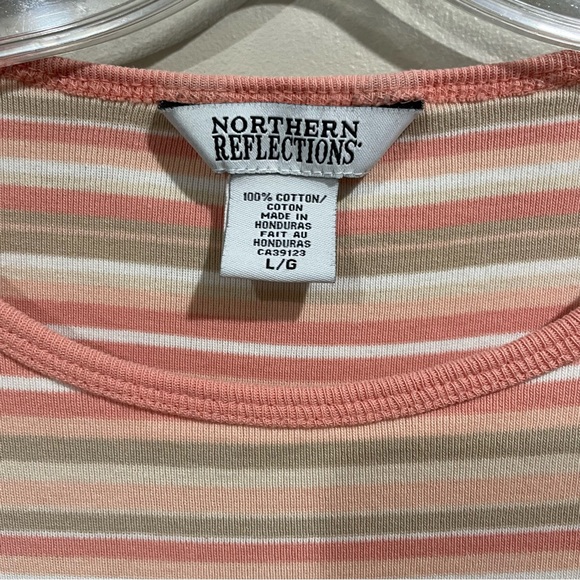 NORTHERN
REFLECTIONS
100% COTTON/
COTON
MADE IN
HONDURAS
FAIT AU
HONDURAS
CA39123
L/G